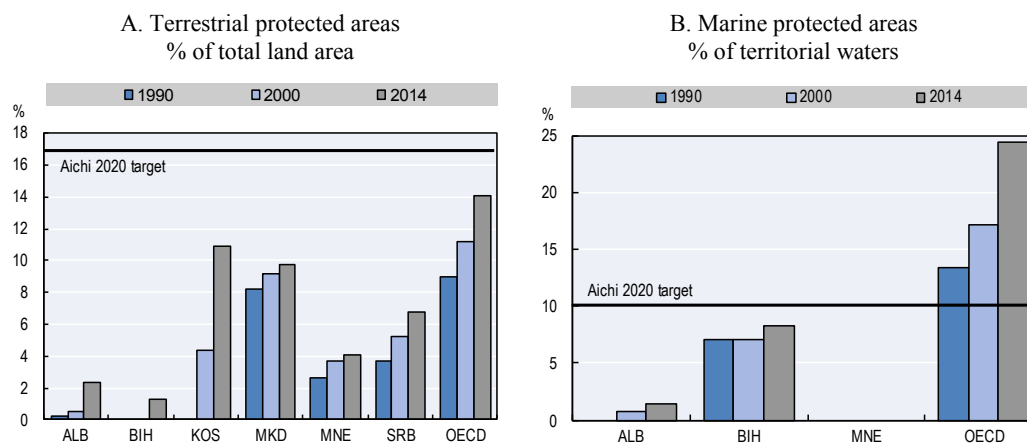 A. Terrestrial protected areas
% of total land area
1990 2000 2014
%
18
16
14
12
10
8
6
4
2
0
Aichi 2020 target
ALB BIH KOS MKD MNE SRB OECD
B. Marine protected areas
% of territorial waters
1990 2000 2014
%
25
20
15
10
5
0
Aichi 2020 target
ALB BIH MNE OECD